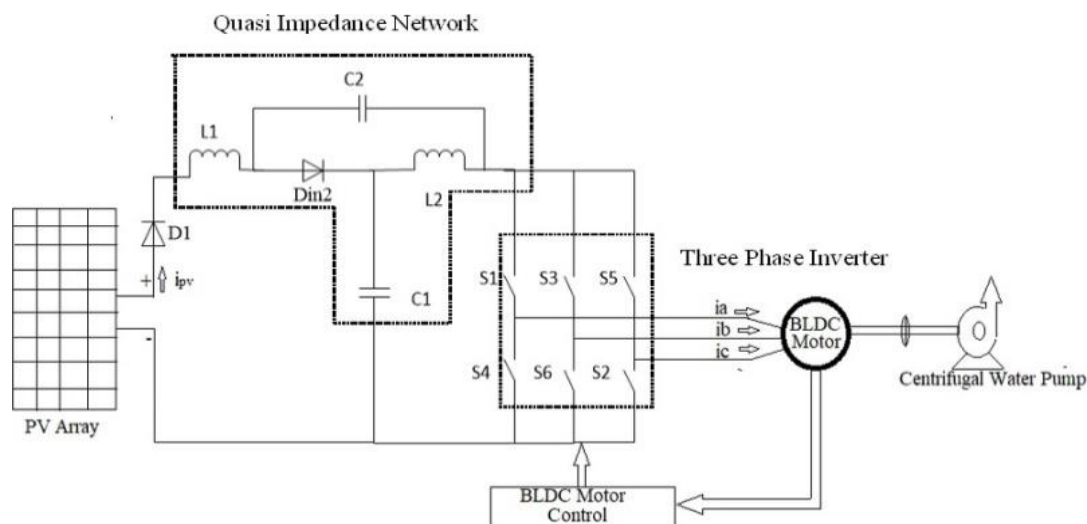 Quasi Impedance Network
C2
L1
Din2
L2
D1
+
ipv
C1
-
PV Array
Three Phase Inverter
S1
S3
S5
S4
S6
S2
ia
ib
ic
BLDC
Motor
Centrifugal Water Pump
BLDC Motor
Control